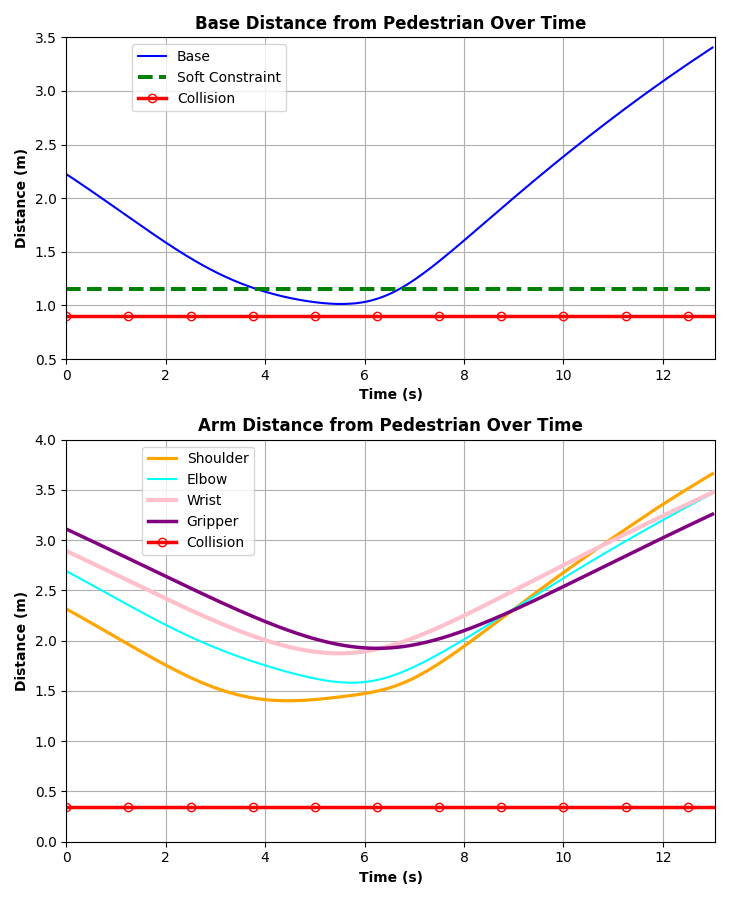 Base Distance from Pedestrian Over Time
3.5
3.0
2.5
2.0
1.5
1.0
0.5
Distance (m)
Base
Soft Constraint
Collision
0 2 4 6 8 10 12
Time (s)
Arm Distance from Pedestrian Over Time
4.0
3.5
3.0
2.5
2.0
1.5
1.0
0.5
0.0
Distance (m)
Shoulder
Elbow
Wrist
Gripper
Collision
0 2 4 6 8 10 12
Time (s)